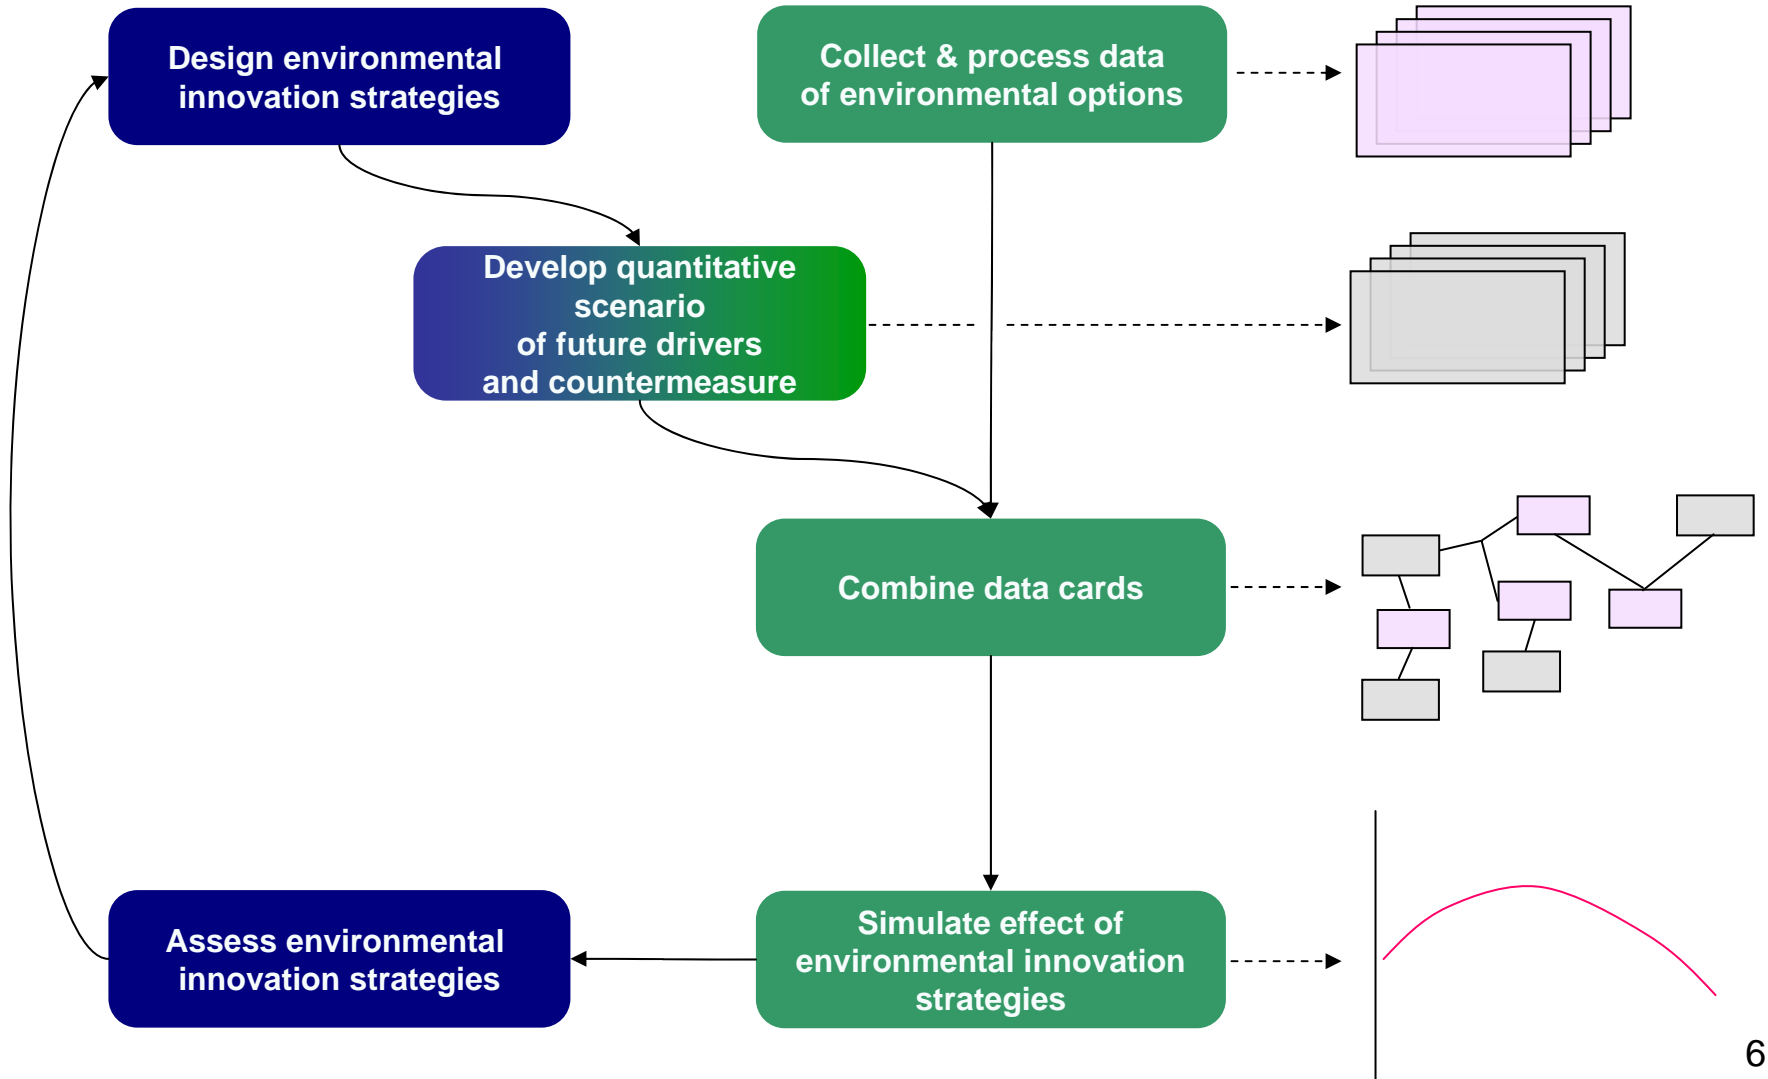 Design environmental
innovation strategies
Collect & process data
of environmental options
Develop quantitative
scenario
of future drivers
and countermeasure
Combine data cards
Assess environmental
innovation strategies
Simulate effect of
environmental innovation
strategies
6